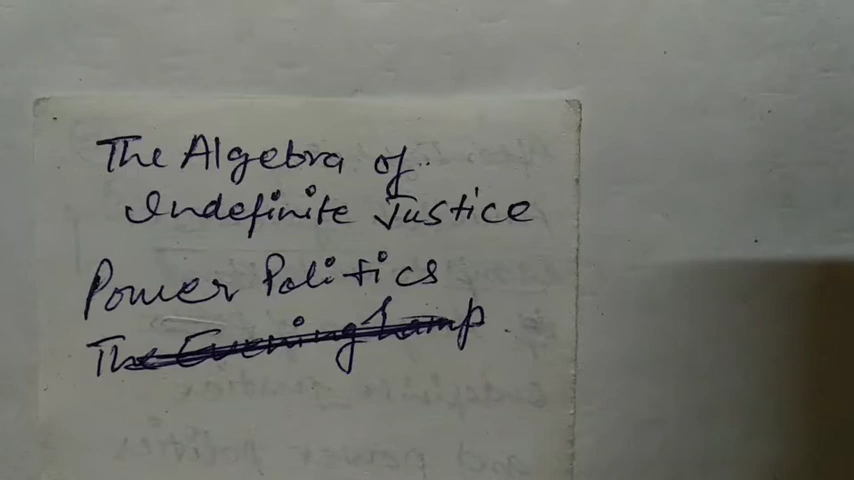 The Algebra of
Indefinite Justice
Power Politics
The Evening Lamp